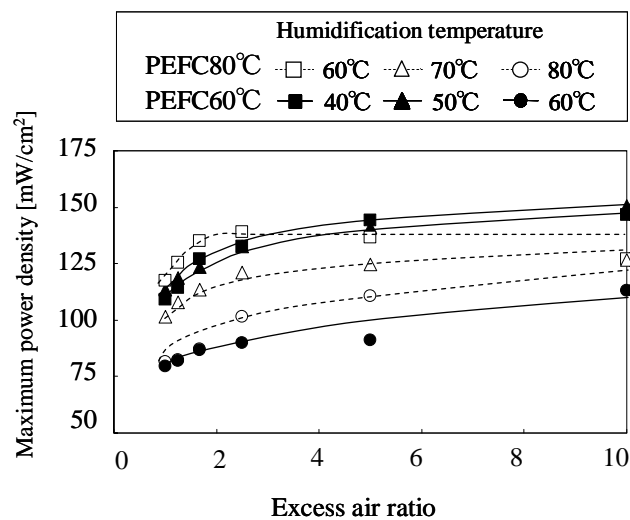 Humidification temperature
PEFC80℃ 60℃ 70℃ 80℃
PEFC60℃ 40℃ 50℃ 60℃
175
150
125
100
75
50
0 2 4 6 8 10
Maximum power density [mW/cm²]
Excess air ratio